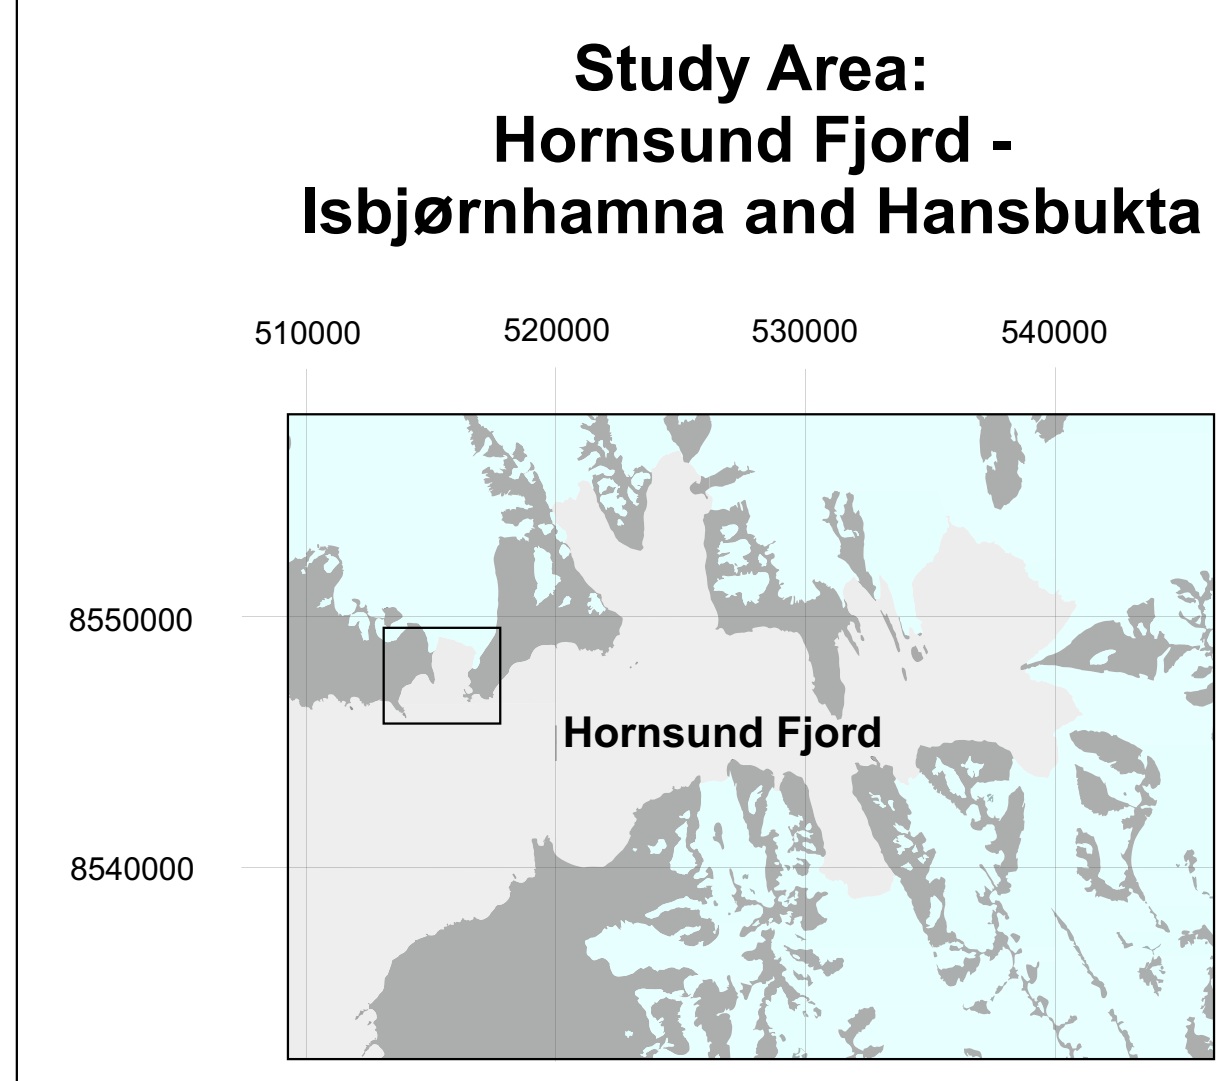 Study Area:
Hornsund Fjord -
Isbjørnhamna and Hansbukta
510000 520000 530000 540000
8550000
Hornsund Fjord
8540000